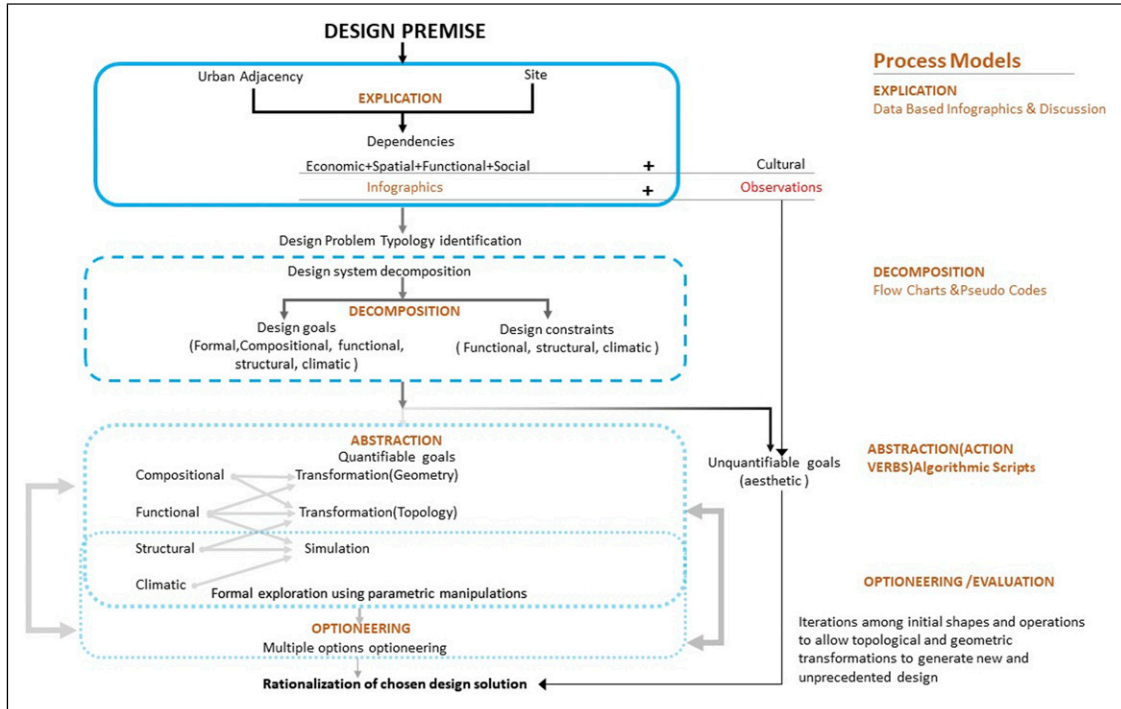 DESIGN PREMISE
Urban Adjacency
Site
EXPLICATION
Dependencies
Economic+Spatial+Functional+Social
+
Cultural
Infographics
+
Observations
Design Problem Typology identification
Design system decomposition
DECOMPOSITION
Design goals
(Formal,Compositional, functional,
structural, climatic )
Design constraints
( Functional, structural, climatic )
ABSTRACTION
Quantifiable goals
Compositional
Transformation(Geometry)
Functional
Transformation(Topology)
Structural
Simulation
Climatic
Formal exploration using parametric manipulations
Unquantifiable goals
(aesthetic )
OPTIONEERING
Multiple options optioneering
Rationalization of chosen design solution
Process Models
EXPLICATION
Data Based Infographics & Discussion
DECOMPOSITION
Flow Charts &Pseudo Codes
ABSTRACTION(ACTION
VERBS)Algorithmic Scripts
OPTIONEERING /EVALUATION
Iterations among initial shapes and operations
to allow topological and geometric
transformations to generate new and
unprecedented design